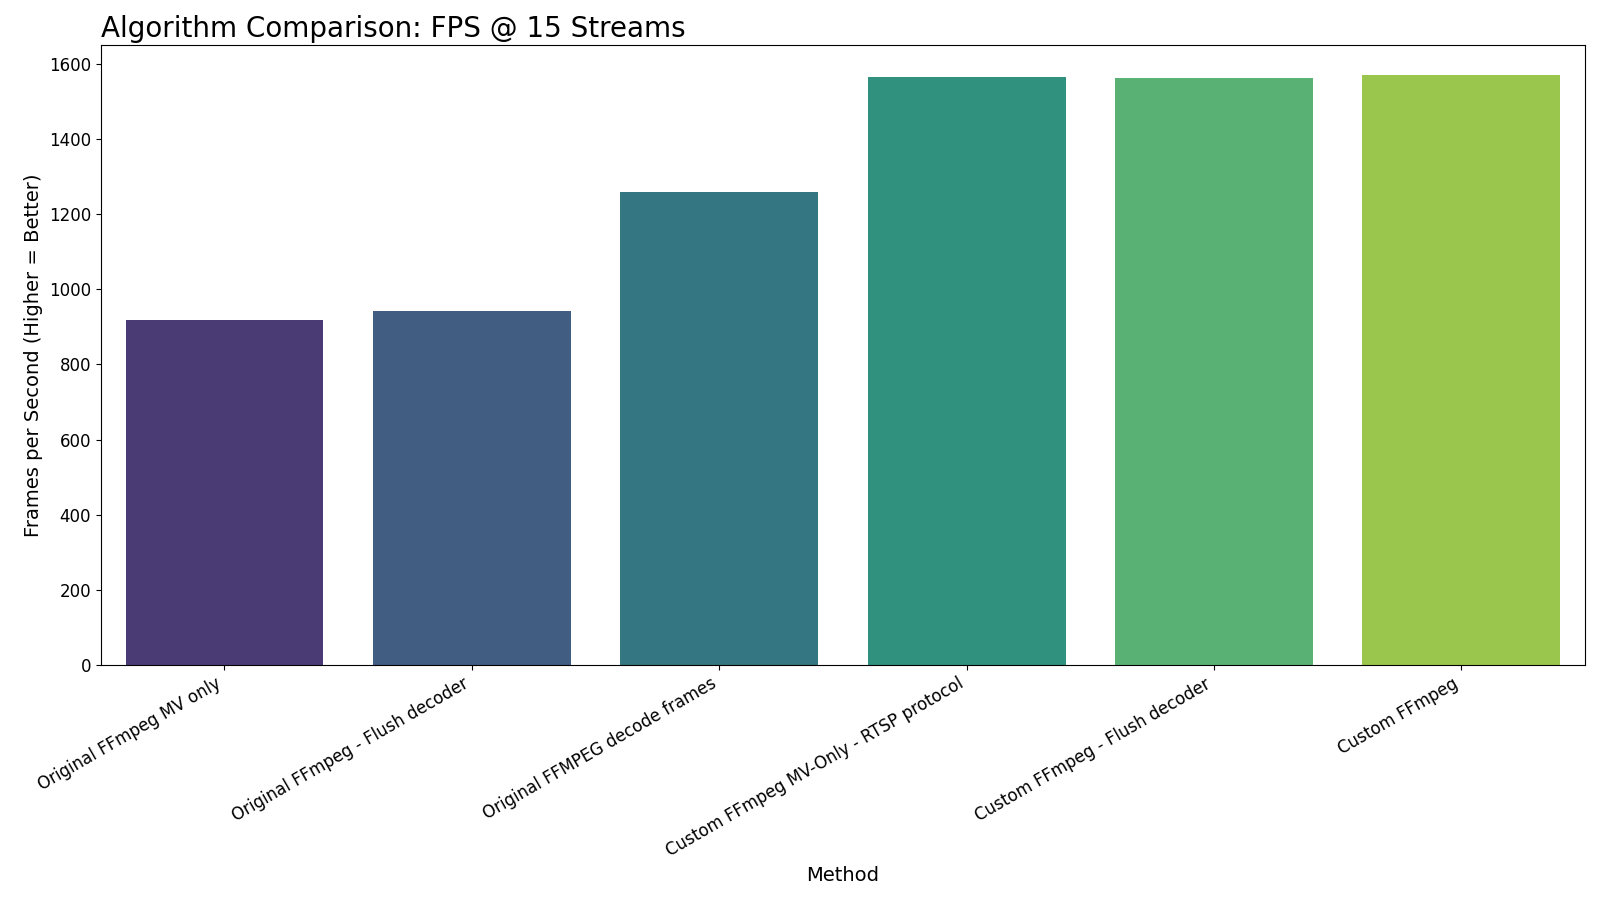 Algorithm Comparison: FPS @ 15 Streams
Frames per Second (Higher = Better)
1600
1400
1200
1000
800
600
400
200
0
Original FFmpeg MV only
Original FFmpeg - Flush decoder
Original FFMPEG decode frames
Custom FFmpeg MV-Only - RTSP protocol
Custom FFmpeg - Flush decoder
Custom FFmpeg
Method